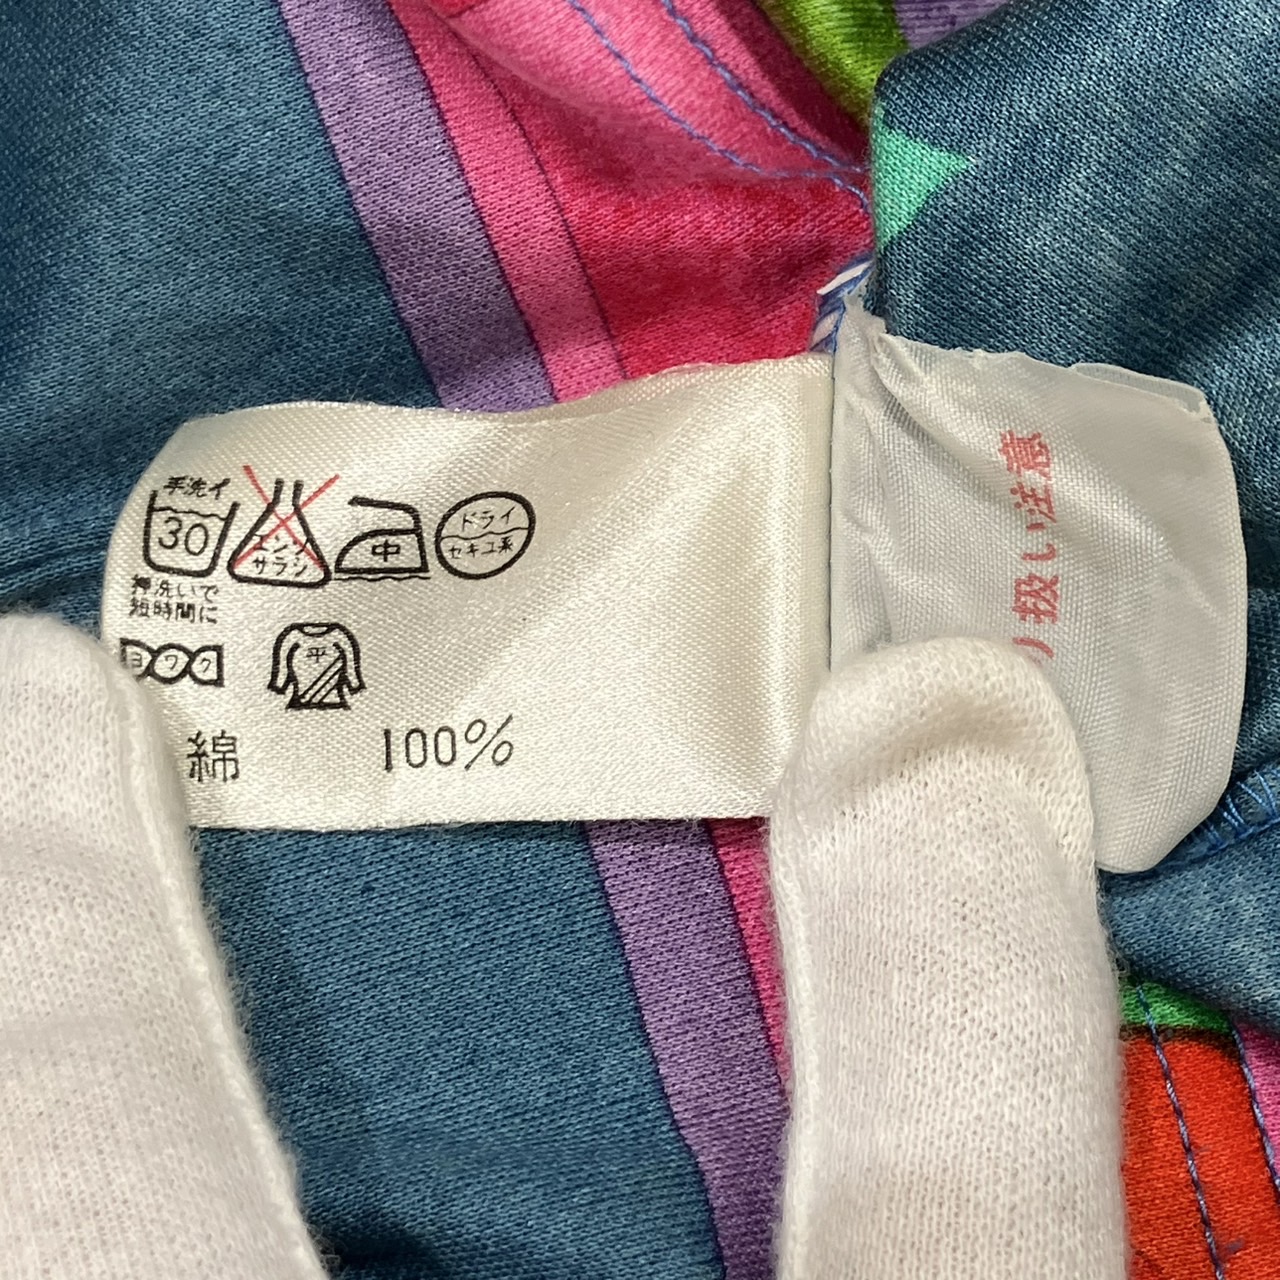 手洗イ
30
エンソ
サラシ
中
ドライ
セキユ系
押洗いで
短時間に
ヨワク
平
綿 100%
り扱い注意